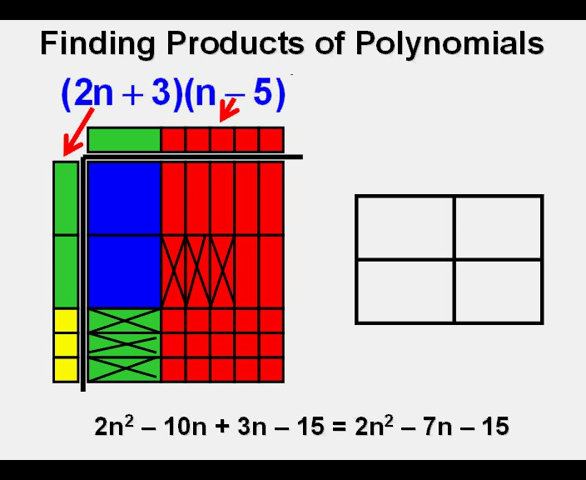 Finding Products of Polynomials
(2n + 3)(n – 5)
2n² – 10n + 3n – 15 = 2n² – 7n – 15